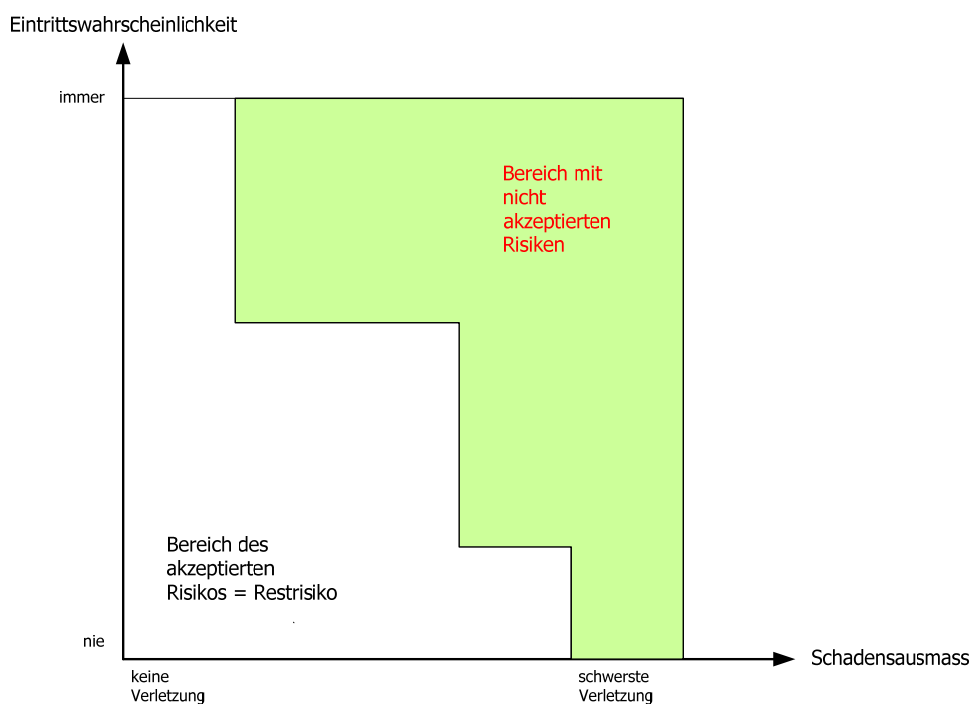 Eintrittswahrscheinlichkeit
immer
Bereich mit
nicht
akzeptierten
Risiken
Bereich des
akzeptierten
Risikos = Restrisiko
nie
Schadensausmass
keine
Verletzung
schwerste
Verletzung